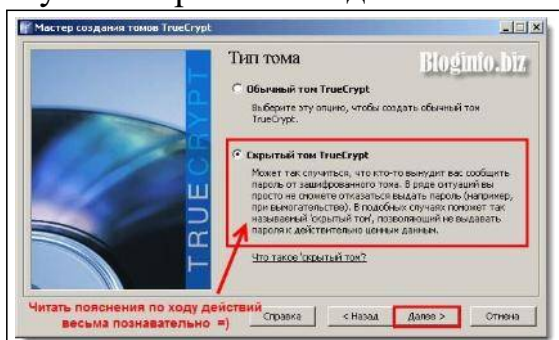 Мастер создания томов TrueCrypt
Тип тома
Bloginfo.biz
Обычный том TrueCrypt
Выберите эту опцию, чтобы создать обычный том
TrueCrypt.
Скрытый том TrueCrypt
Может так случиться, что кто-то вынудит вас сообщить
пароль от зашифрованного тома. В ряде ситуаций вы
просто не сможете отказаться выдать пароль (например,
при вымогательстве). В подобных случаях поможет так
называемый 'скрытый том', позволяющий не выдавать
пароля к действительно ценным данным.
Что такое 'скрытый том'?
TRUECRYPT
Читать пояснения по ходу действий
весьма познавательно =)
Справка
< Назад
Далее >
Отмена